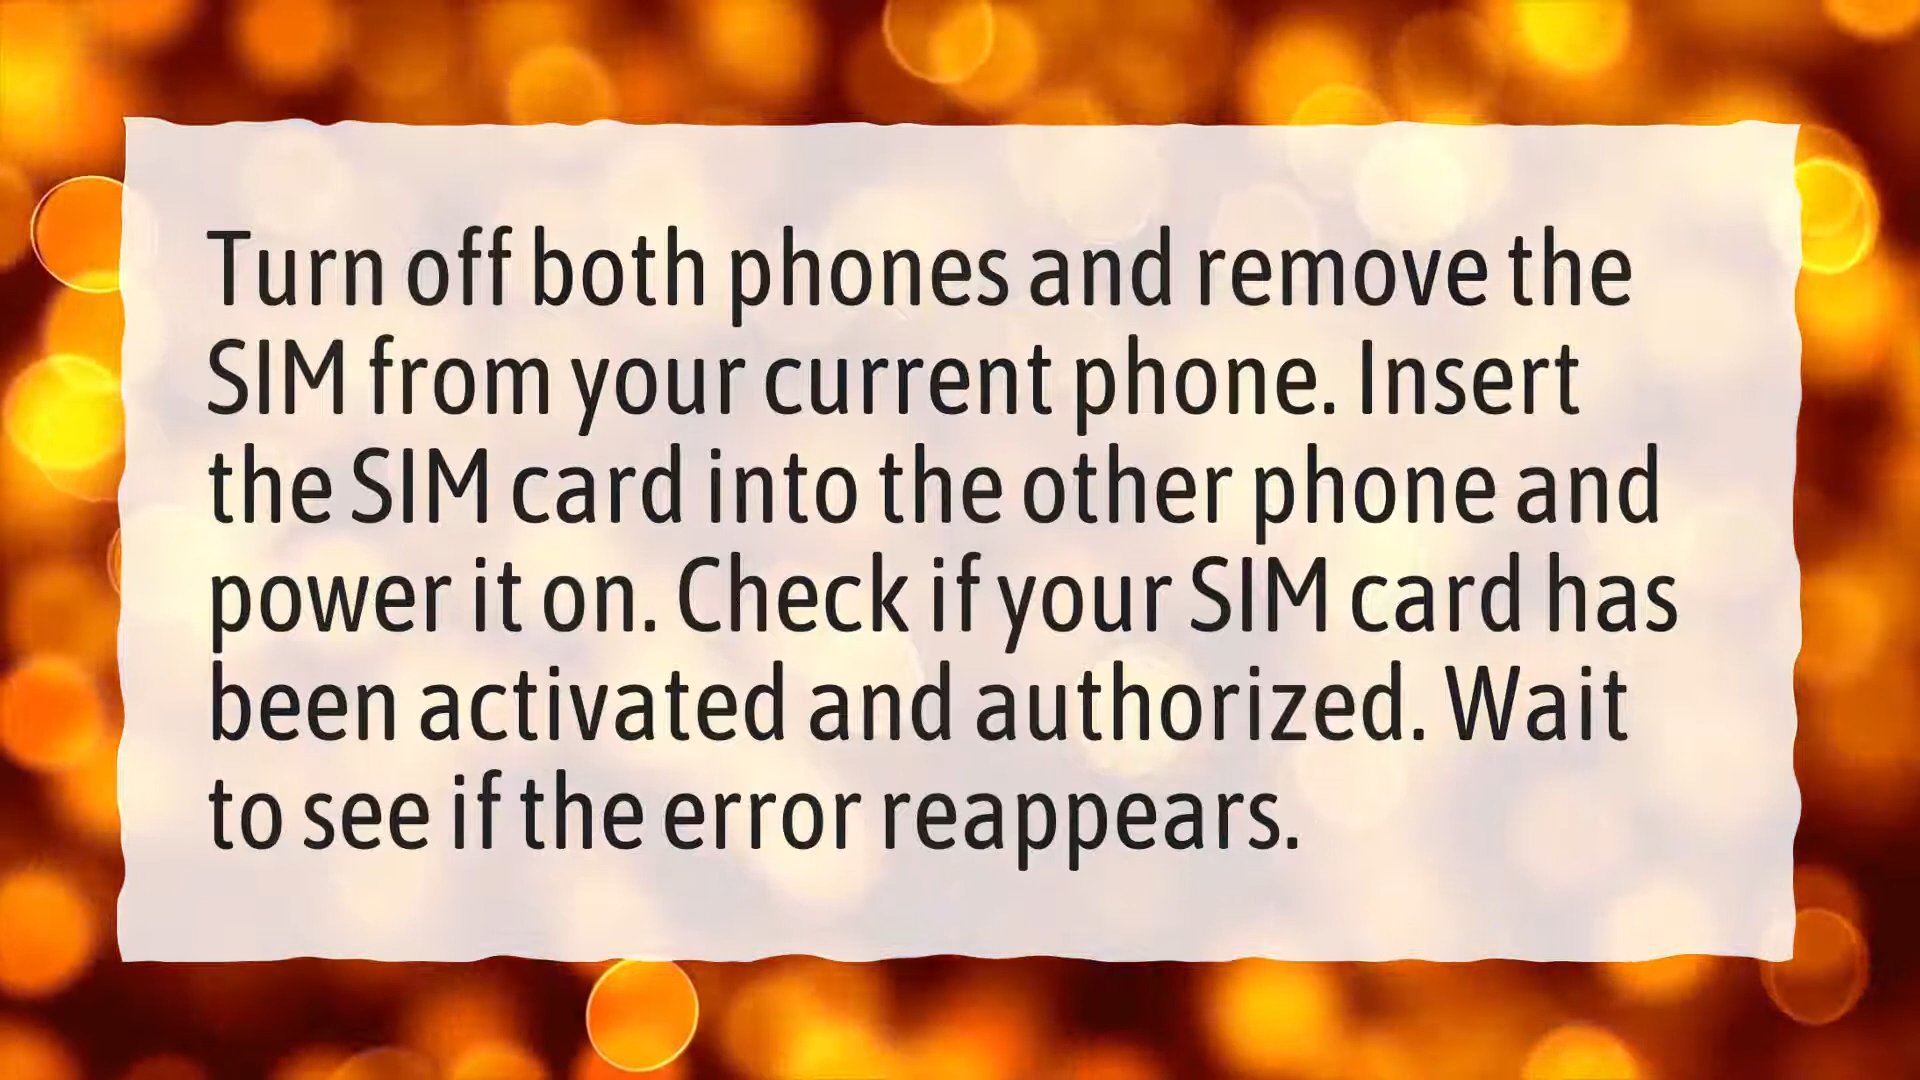 Turn off both phones and remove the
SIM from your current phone. Insert
the SIM card into the other phone and
power it on. Check if your SIM card has
been activated and authorized. Wait
to see if the error reappears.